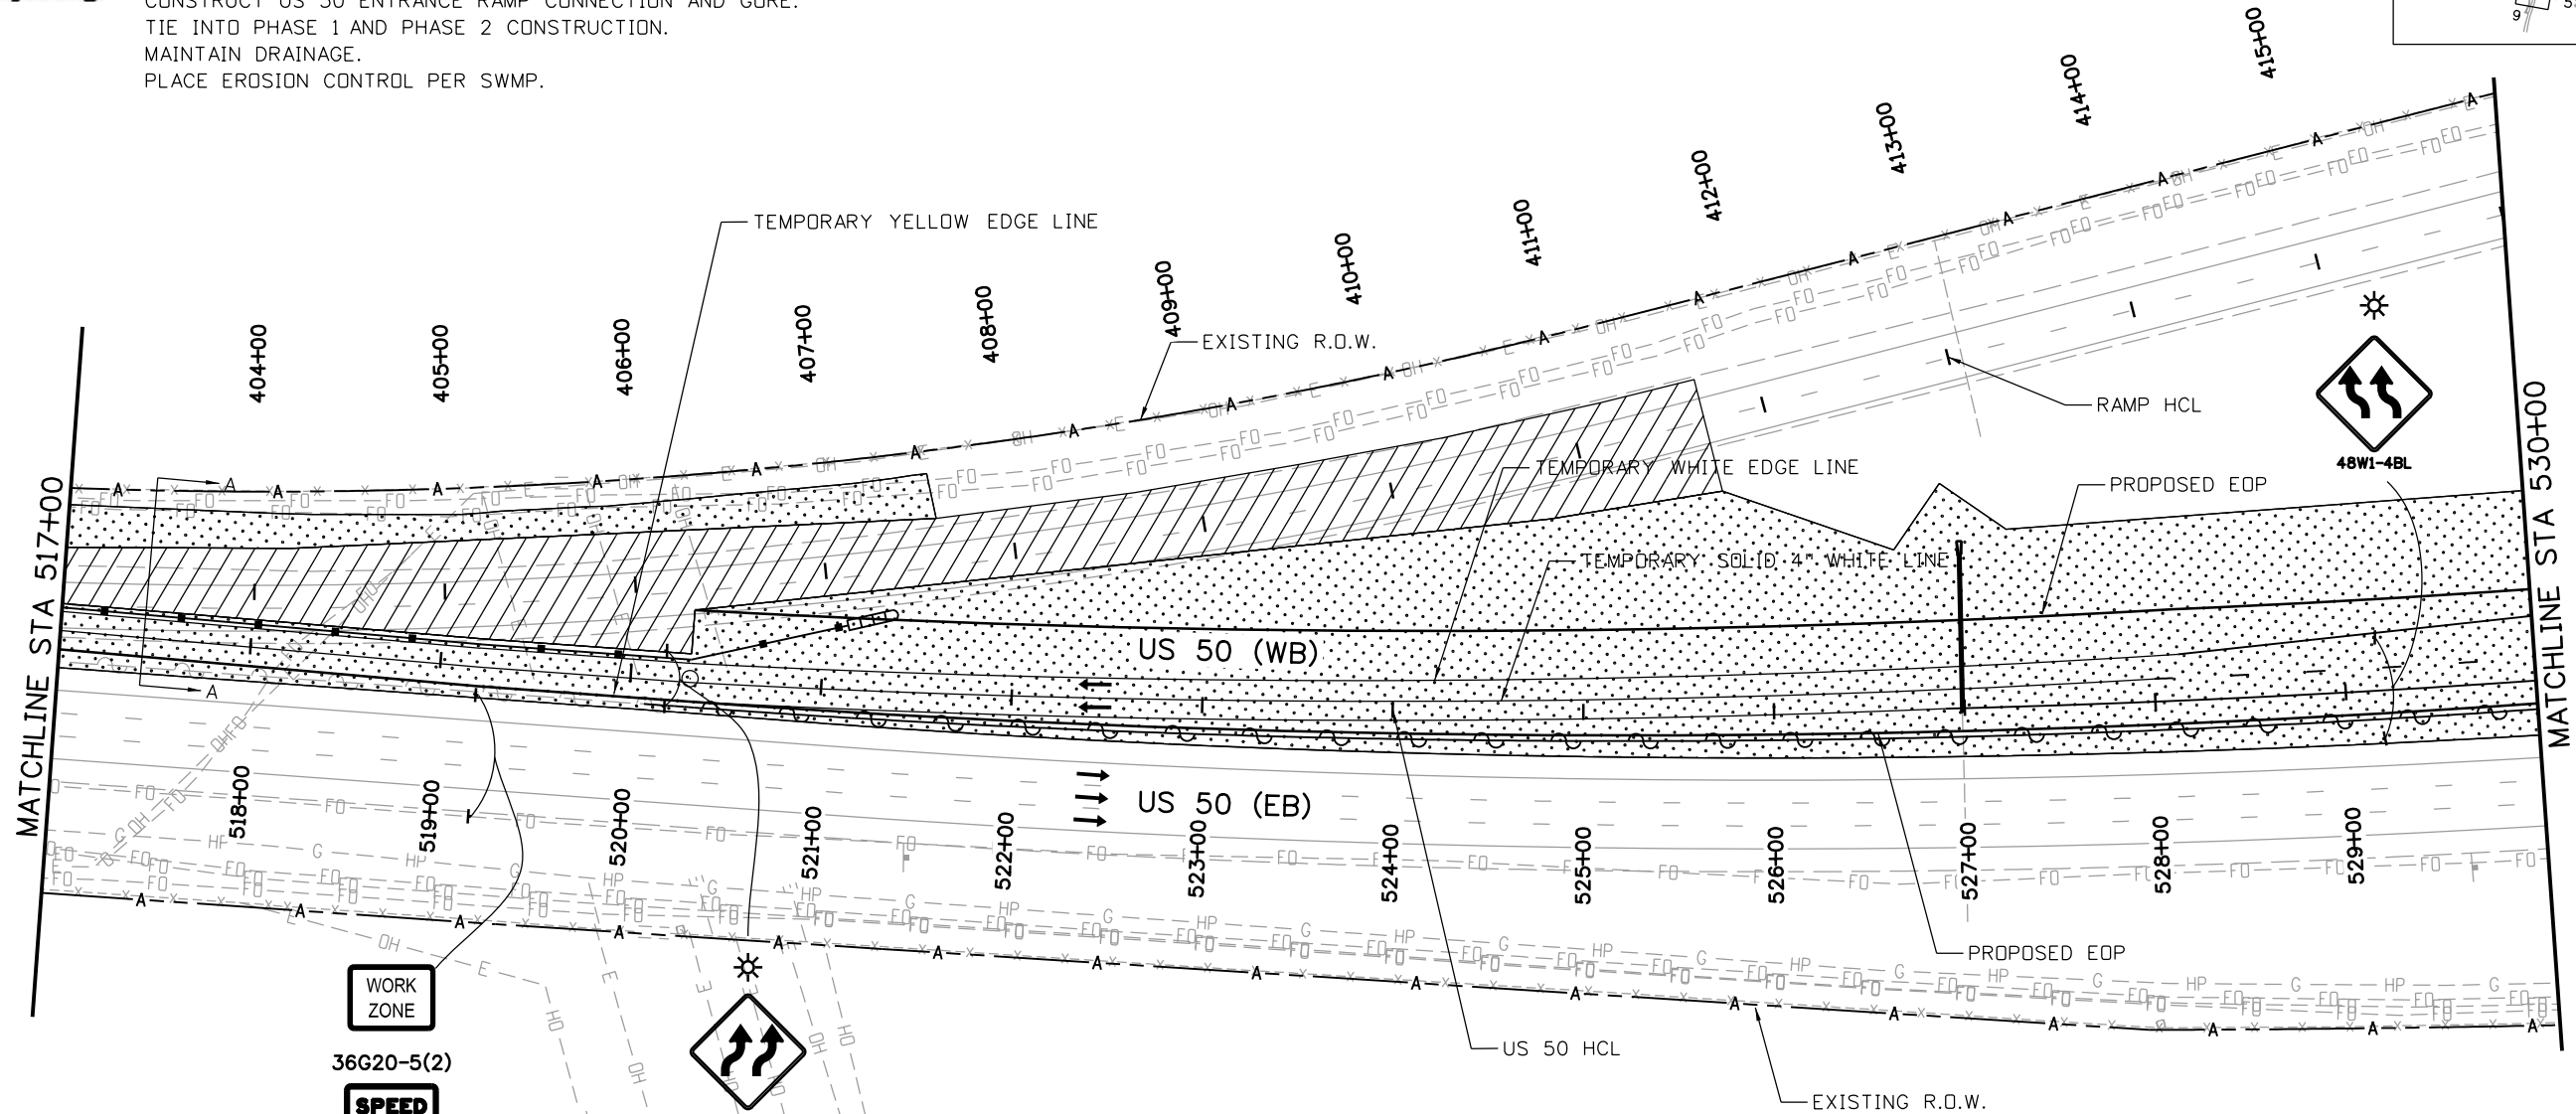 CONSTRUCT US 50 ENTRANCE RAMP CONNECTION AND GORE.
TIE INTO PHASE 1 AND PHASE 2 CONSTRUCTION.
MAINTAIN DRAINAGE.
PLACE EROSION CONTROL PER SWMP.
9
404+00
405+00
406+00
407+00
408+00
409+00
410+00
411+00
412+00
413+00
414+00
415+00
TEMPORARY YELLOW EDGE LINE
EXISTING R.O.W.
RAMP HCL
48W1-4BL
TEMPORARY WHITE EDGE LINE
PROPOSED EOP
TEMPORARY SOLID 4" WHITE LINE
MATCHLINE STA 517+00
MATCHLINE STA 530+00
A
A
US 50 (WB)
US 50 (EB)
518+00
519+00
520+00
521+00
522+00
523+00
524+00
525+00
526+00
527+00
528+00
529+00
PROPOSED EOP
US 50 HCL
EXISTING R.O.W.
WORK
ZONE
36G20-5(2)
SPEED